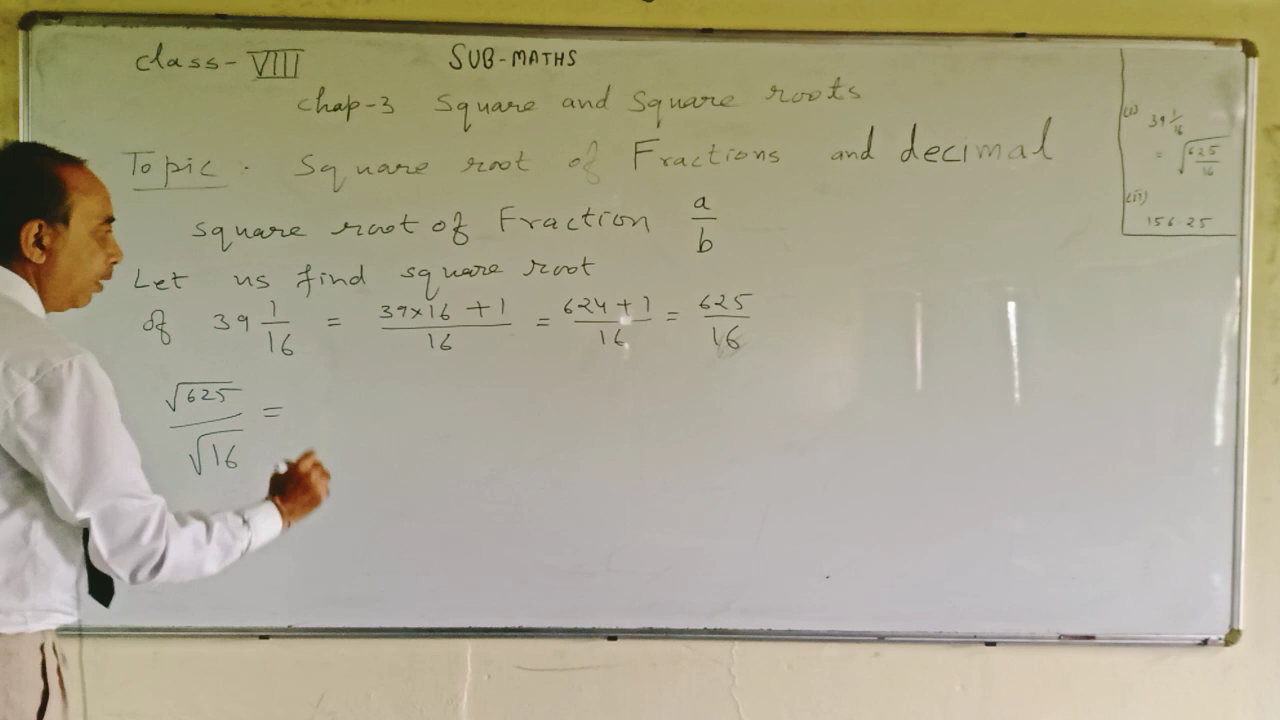 class-VIII SUB-MATHS
Chap-3 Square and Square roots
Topic. Square root of Fractions and decimal
square root of Fraction a/b
Let us find square root
of 39 1/16 = 39×16+1/16 = 624+1/16 = 625/16
√625/√16 =
(i) 39 1/16
= √625/16
(ii)
156.25